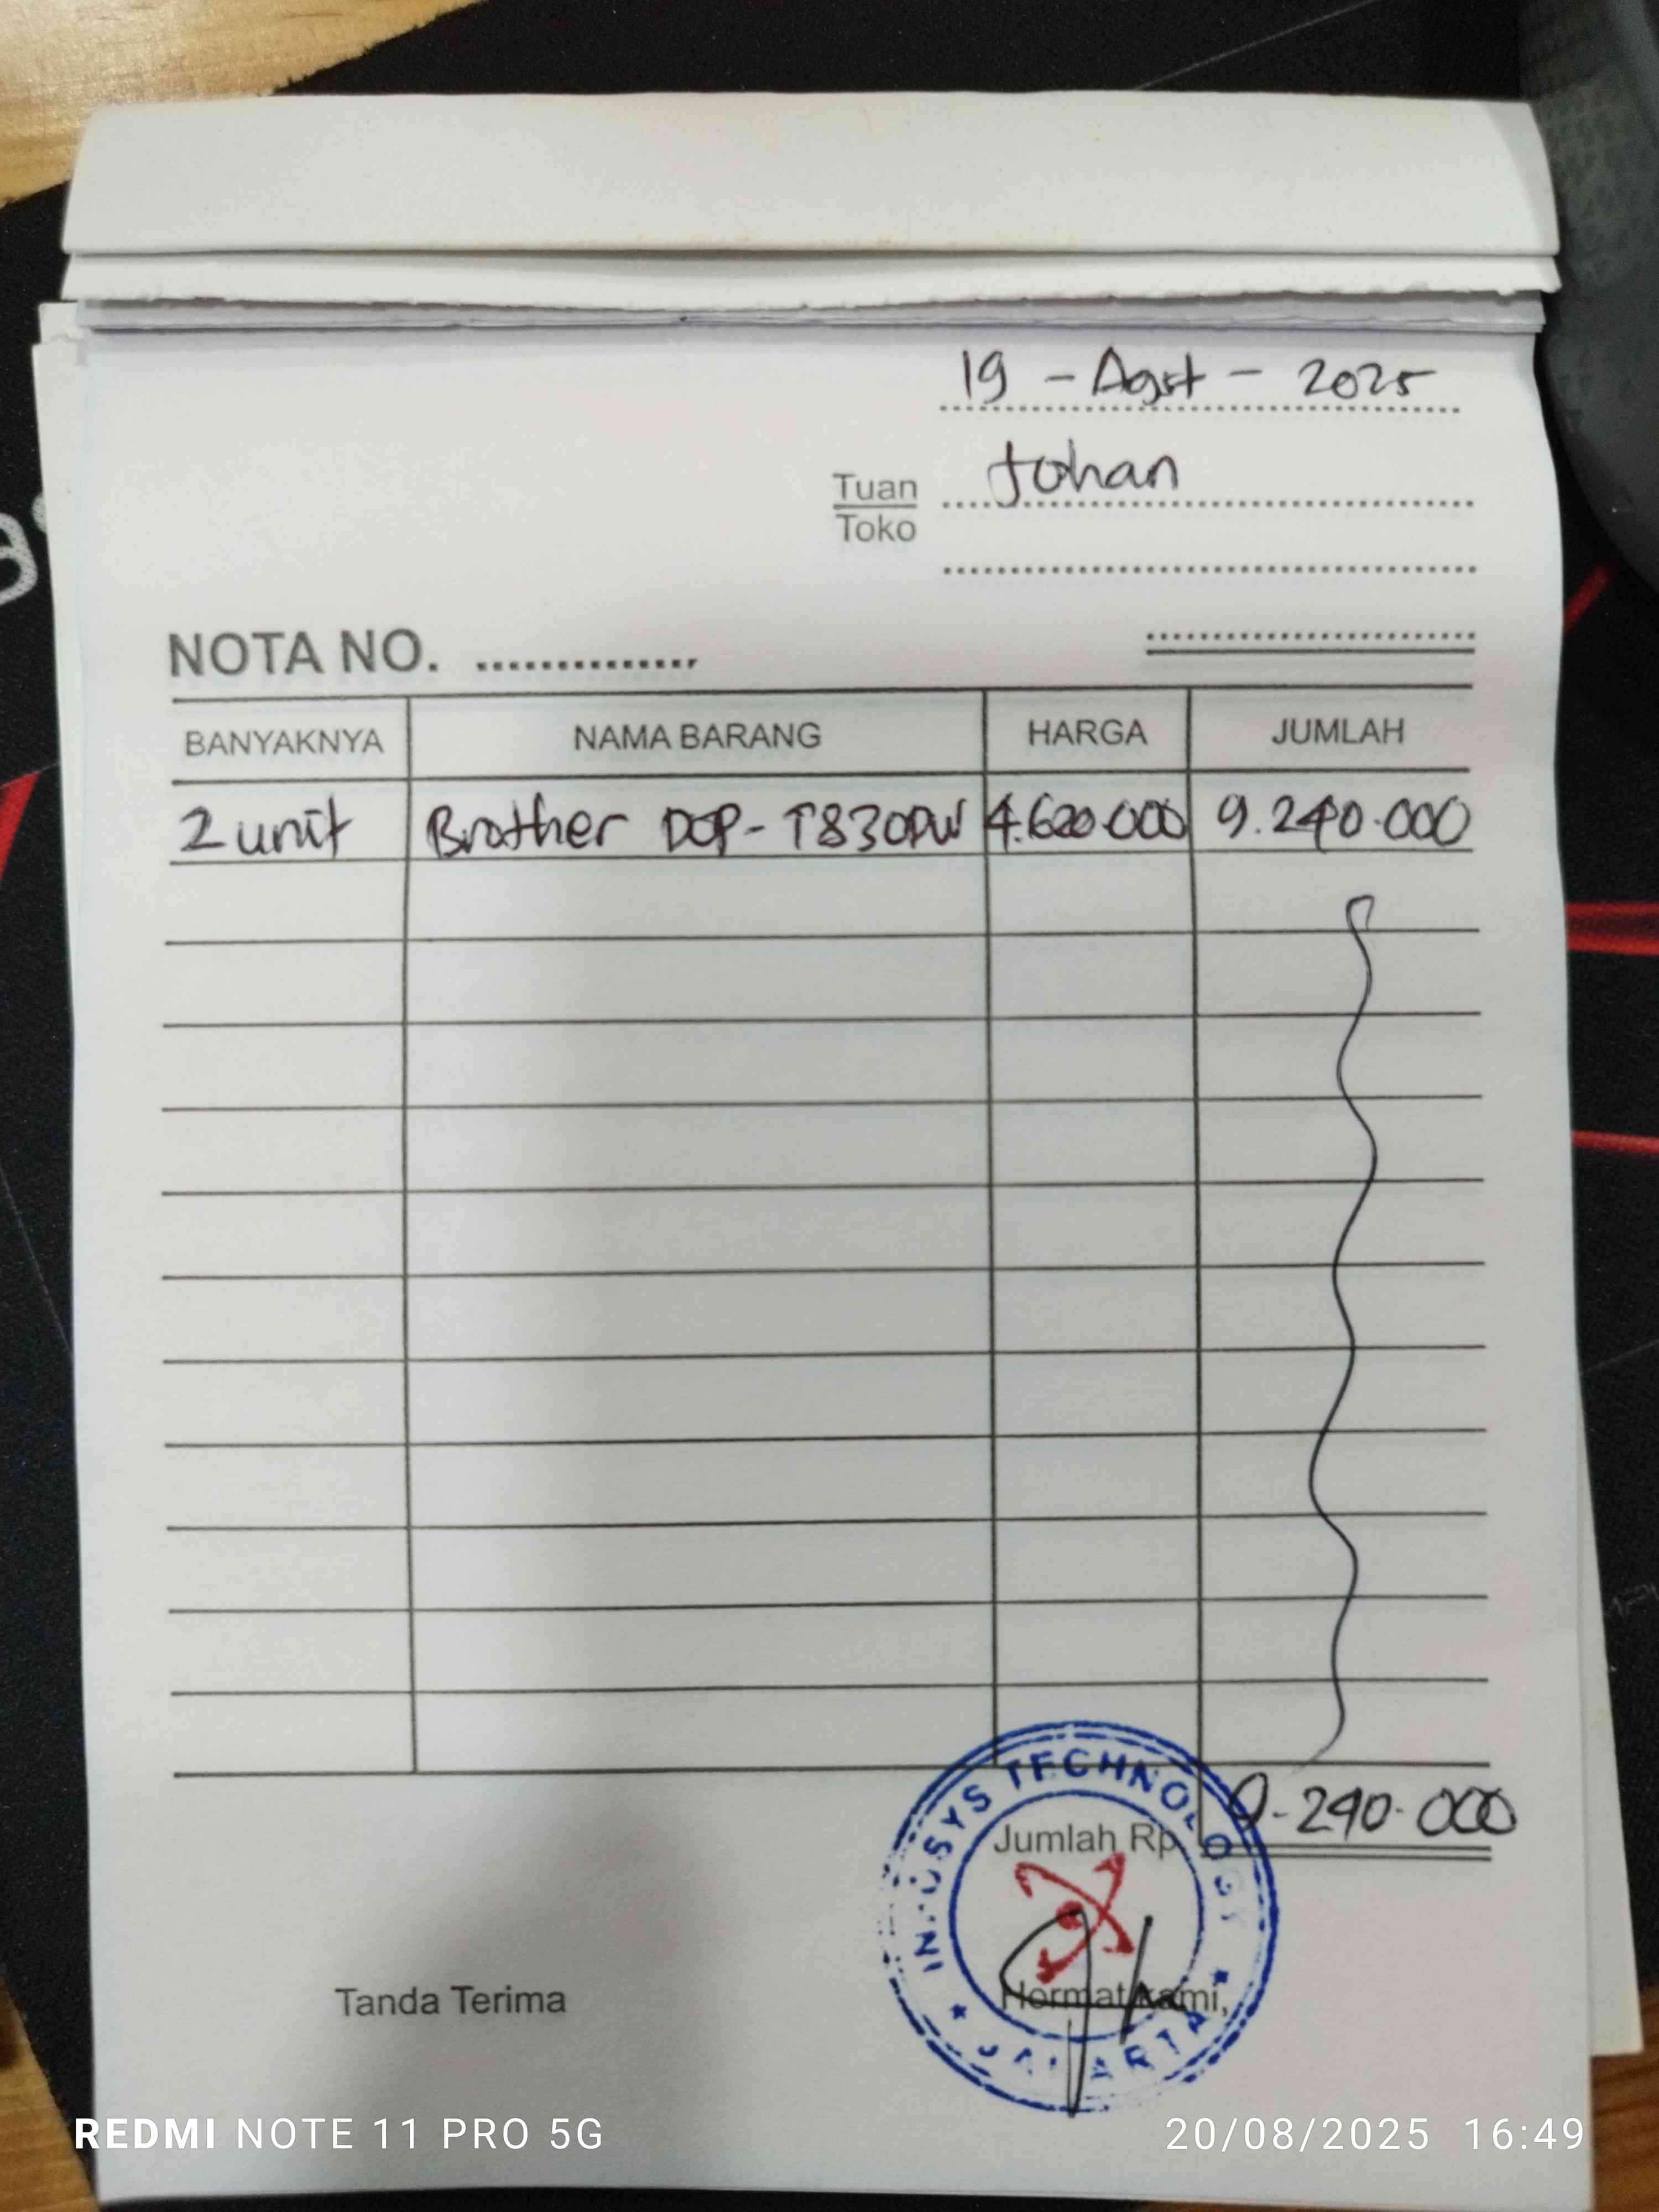 19 - Agst - 2025
Tuan Johan
Toko
NOTA NO.
BANYAKNYA NAMA BARANG HARGA JUMLAH
2 unit Brother DCP-T830DW 4.620.000 9.240.000
Jumlah Rp 9.240.000
INFOSYS TECHNOLOGY
JAKARTA
Tanda Terima Hormat kami,
REDMI NOTE 11 PRO 5G 20/08/2025 16:49